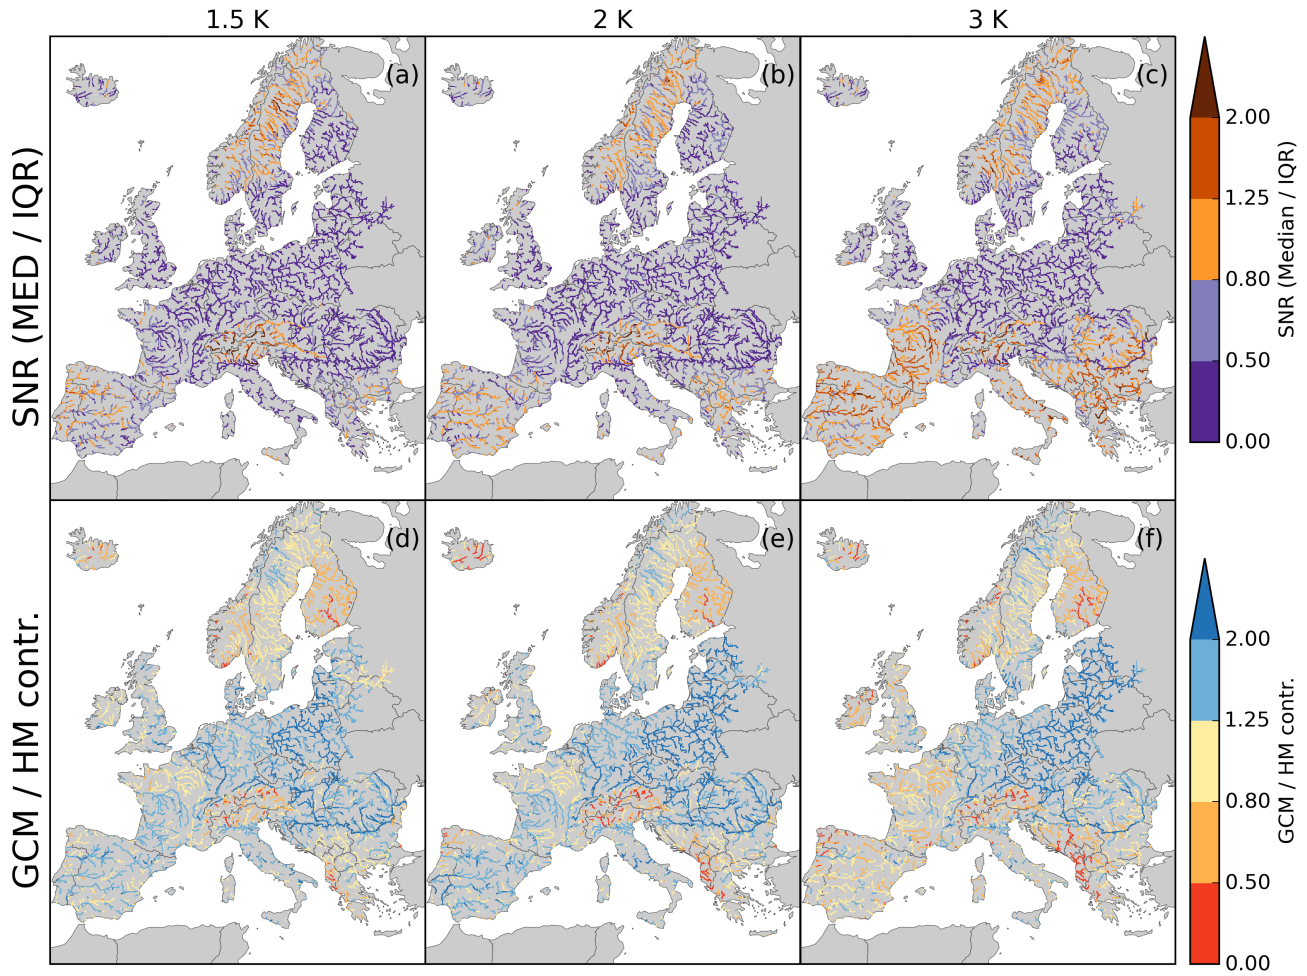 1.5 K
2 K
3 K
SNR (MED / IQR)
(a)
(b)
(c)
2.00
1.25
0.80
0.50
0.00
SNR (Median / IQR)
GCM / HM contr.
(d)
(e)
(f)
2.00
1.25
0.80
0.50
0.00
GCM / HM contr.